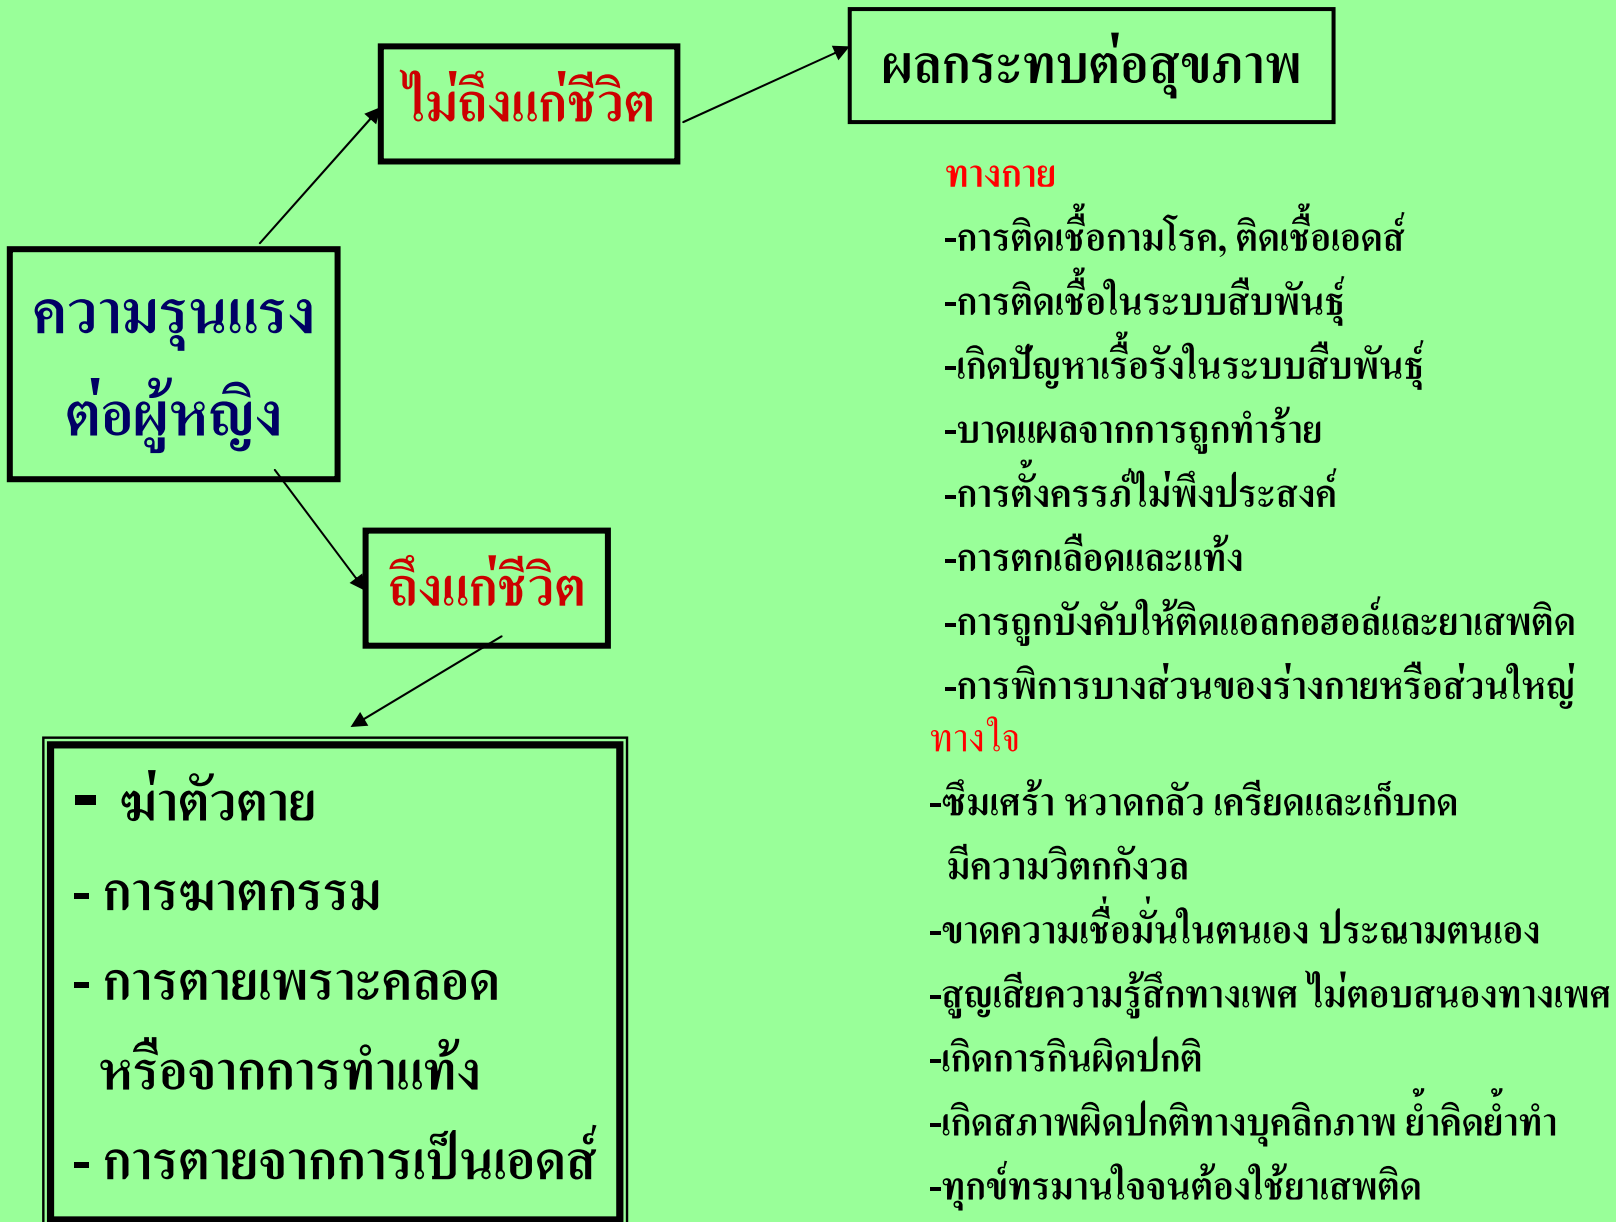 ผลกระทบต่อสุขภาพ
ไม่ถึงแก่ชีวิต
ความรุนแรง
ต่อผู้หญิง
ถึงแก่ชีวิต
- ฆ่าตัวตาย
- การฆาตกรรม
- การตายเพราะคลอด
หรือจากการทำแท้ง
- การตายจากการเป็นเอดส์
ทางกาย
-การติดเชื้อกามโรค, ติดเชื้อเอดส์
-การติดเชื้อในระบบสืบพันธุ์
-เกิดปัญหาเรื้อรังในระบบสืบพันธุ์
-บาดแผลจากการถูกทำร้าย
-การตั้งครรภ์ไม่พึงประสงค์
-การตกเลือดและแท้ง
-การถูกบังคับให้ติดแอลกอฮอล์และยาเสพติด
-การพิการบางส่วนของร่างกายหรือส่วนใหญ่
ทางใจ
-ซึมเศร้า หวาดกลัว เครียดและเก็บกด
มีความวิตกกังวล
-ขาดความเชื่อมั่นในตนเอง ประณามตนเอง
-สูญเสียความรู้สึกทางเพศ ไม่ตอบสนองทางเพศ
-เกิดการกินผิดปกติ
-เกิดสภาพผิดปกติทางบุคลิกภาพ ย้ำคิดย้ำทำ
-ทุกข์ทรมานใจจนต้องใช้ยาเสพติด